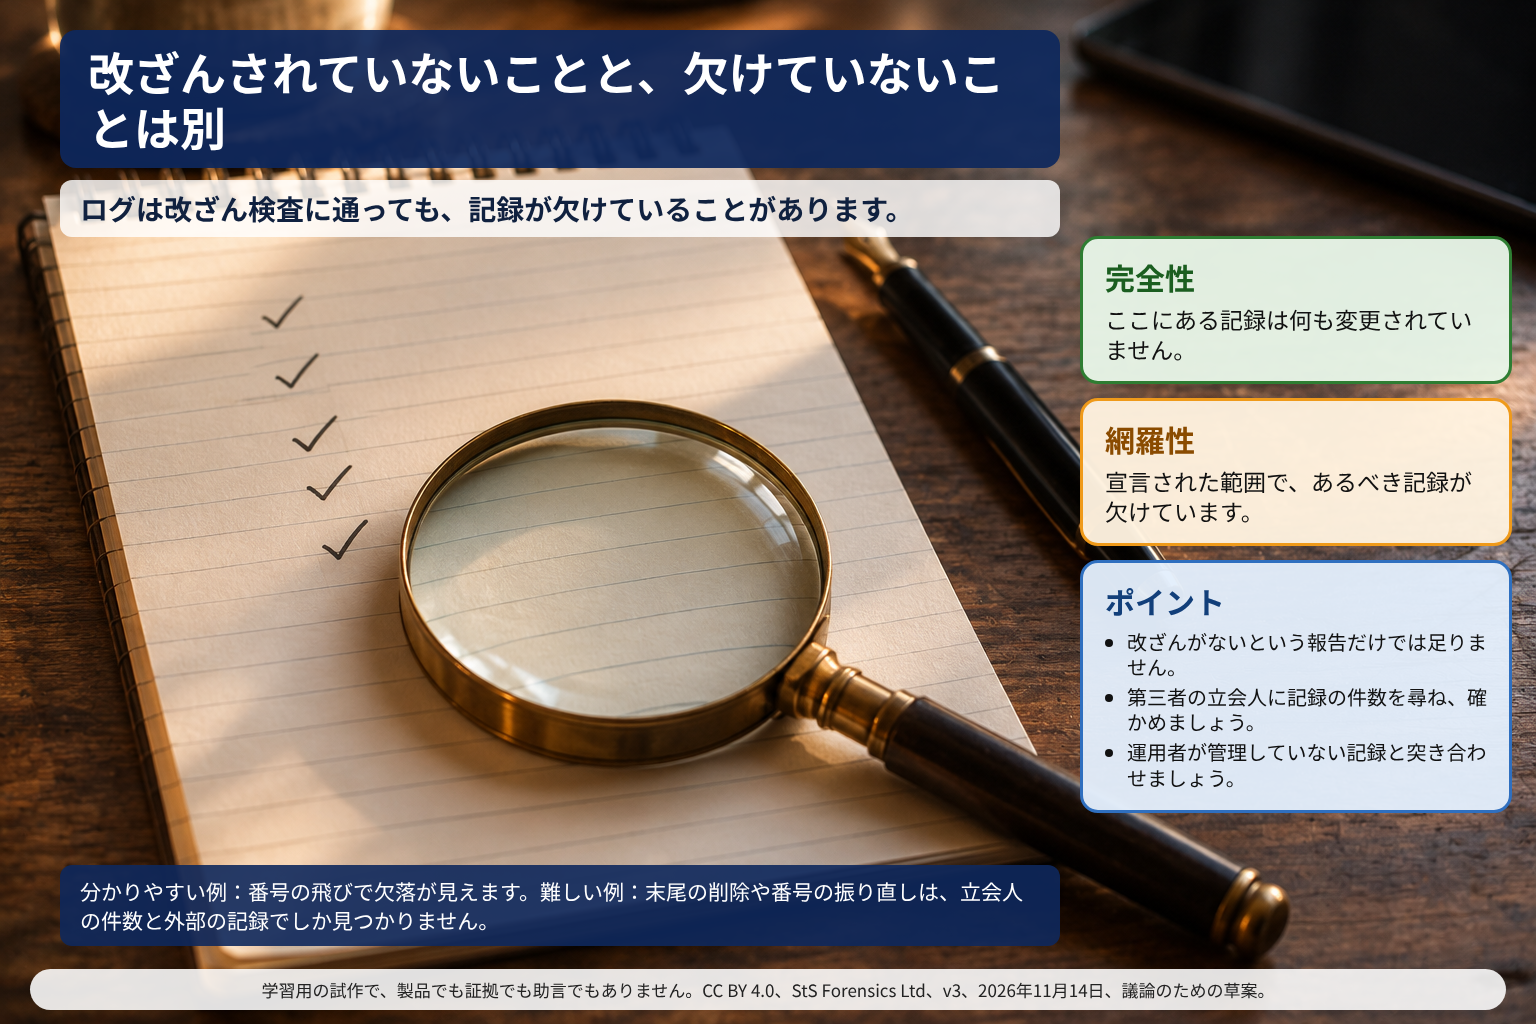 改ざんされていないことと、欠けていないこ
とは別
ログは改ざん検査に通っても、記録が欠けていることがあります。
完全性
ここにある記録は何も変更されてい
ません。
網羅性
宣言された範囲で、あるべき記録が
欠けています。
ポイント
• 改ざんがないという報告だけでは足りま
せん。
• 第三者の立会人に記録の件数を尋ね、確
かめましょう。
• 運用者が管理していない記録と突き合わ
せましょう。
分かりやすい例：番号の飛びで欠落が見えます。難しい例：末尾の削除や番号の振り直しは、立会人
の件数と外部の記録でしか見つかりません。
学習用の試作で、製品でも証拠でも助言でもありません。CC BY 4.0、StS Forensics Ltd、v3、2026年11月14日、議論のための草案。